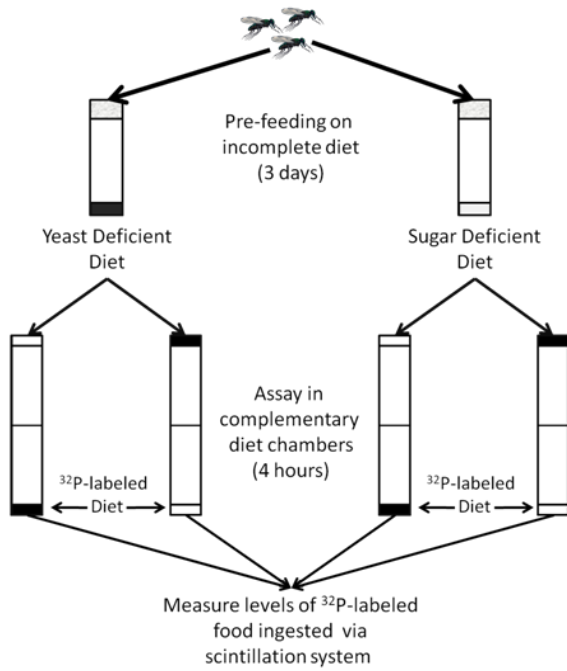 Pre-feeding on
incomplete diet
(3 days)
Yeast Deficient
Diet
Sugar Deficient
Diet
Assay in
complementary
diet chambers
(4 hours)
³²P-labeled
Diet
³²P-labeled
Diet
Measure levels of ³²P-labeled
food ingested via
scintillation system